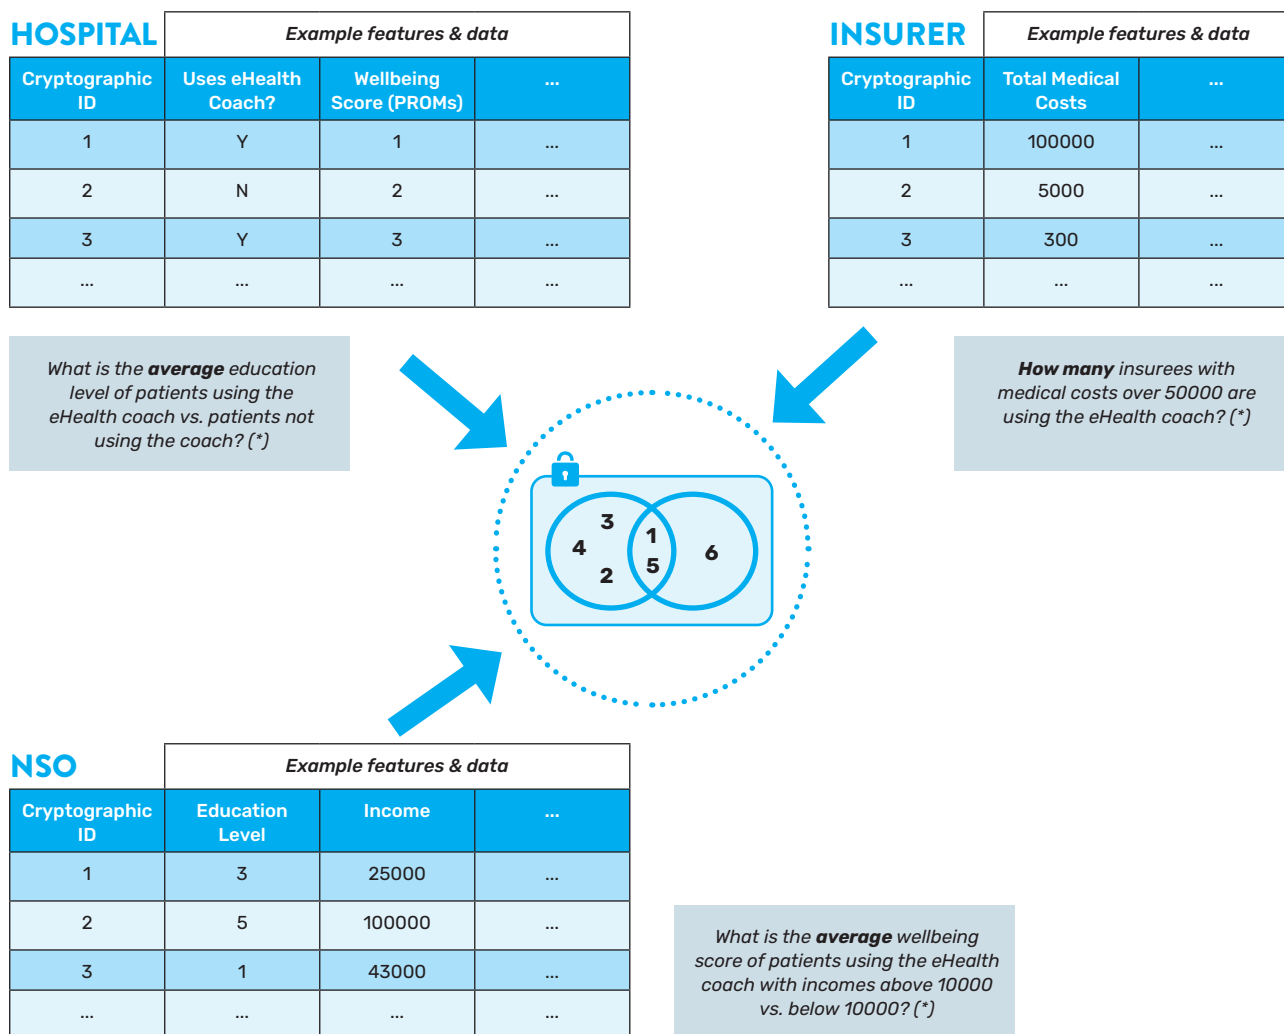 HOSPITAL
Example features & data
Cryptographic ID
Uses eHealth Coach?
Wellbeing Score (PROMs)
...
1 Y 1 ...
2 N 2 ...
3 Y 3 ...
... ... ... ...
INSURER
Example features & data
Cryptographic ID
Total Medical Costs
...
1 100000 ...
2 5000 ...
3 300 ...
... ... ...
What is the average education
level of patients using the
eHealth coach vs. patients not
using the coach? (*)
How many insurees with
medical costs over 50000 are
using the eHealth coach? (*)
3
4
2
1
5
6
NSO
Example features & data
Cryptographic ID
Education Level
Income
...
1 3 25000 ...
2 5 100000 ...
3 1 43000 ...
... ... ... ...
What is the average wellbeing
score of patients using the eHealth
coach with incomes above 10000
vs. below 10000? (*)